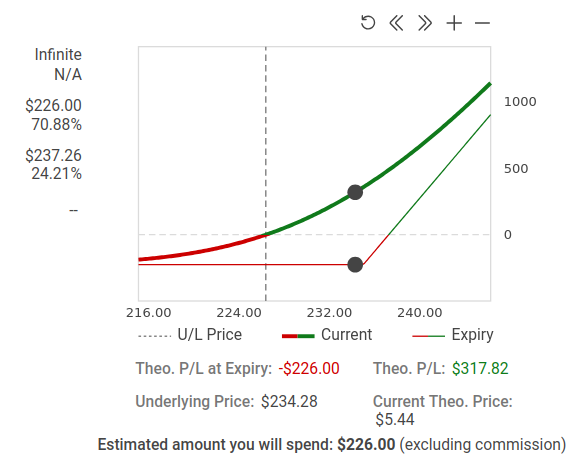 Infinite
N/A
$226.00
70.88%
$237.26
24.21%
--
1000
500
0
216.00 224.00 232.00 240.00
U/L Price Current Expiry
Theo. P/L at Expiry: -$226.00 Theo. P/L: $317.82
Underlying Price: $234.28 Current Theo. Price:
$5.44
Estimated amount you will spend: $226.00 (excluding commission)